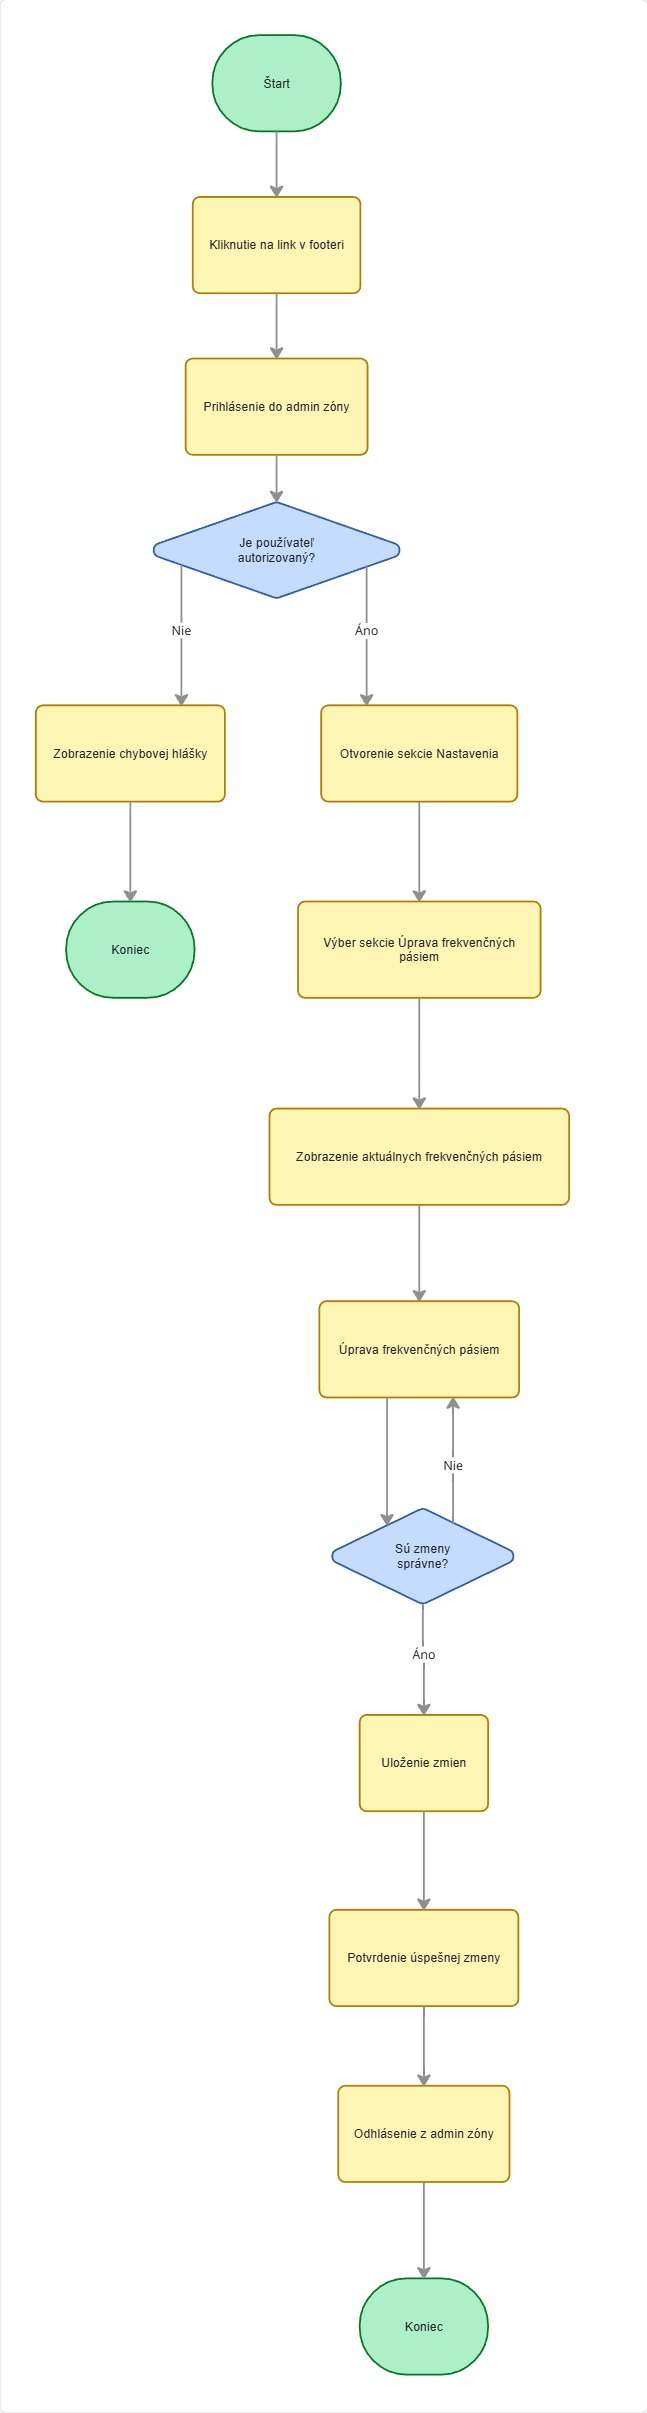 Štart
Kliknutie na link v footeri
Prihlásenie do admin zóny
Je používateľ
autorizovaný?
Nie
Áno
Zobrazenie chybovej hlášky
Otvorenie sekcie Nastavenia
Koniec
Výber sekcie Úprava frekvenčných
pásiem
Zobrazenie aktuálnych frekvenčných pásiem
Úprava frekvenčných pásiem
Nie
Sú zmeny
správne?
Áno
Uloženie zmien
Potvrdenie úspešnej zmeny
Odhlásenie z admin zóny
Koniec